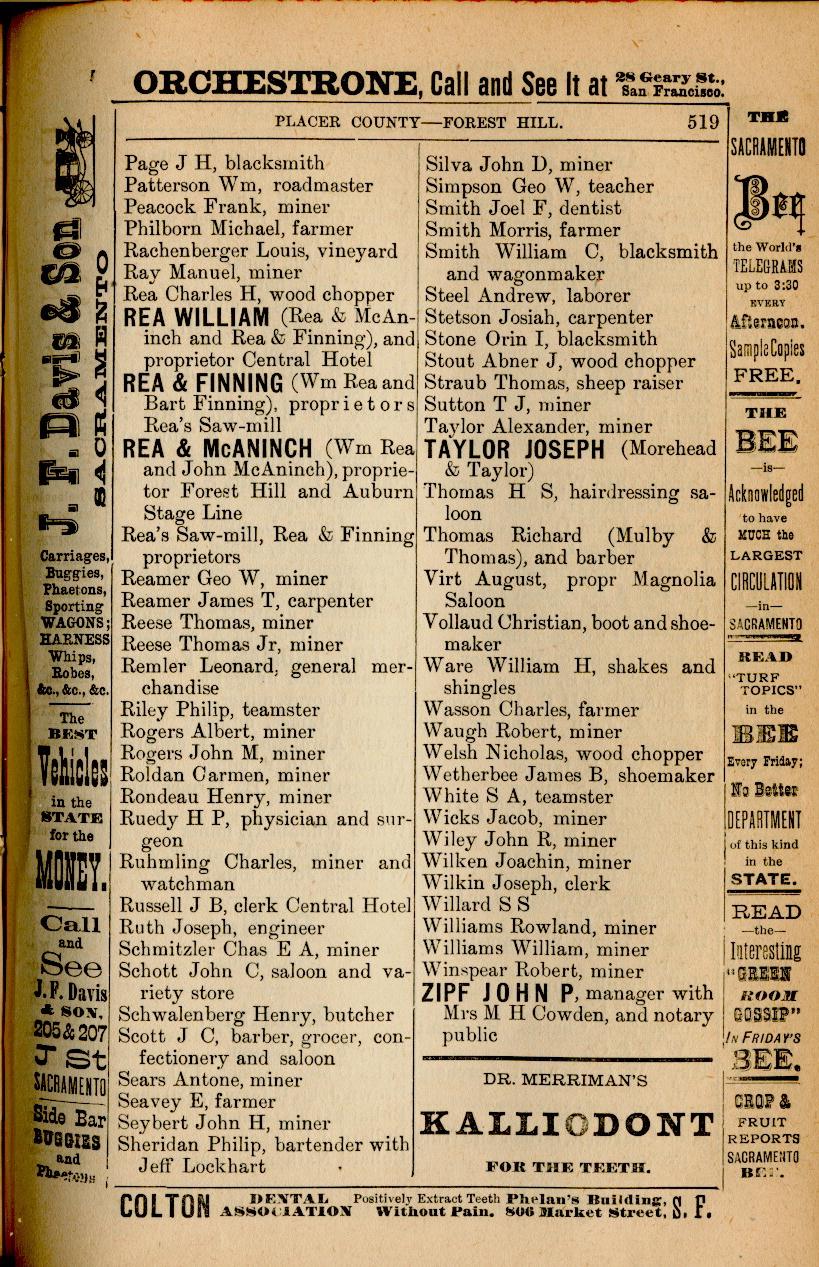 ORCHESTRONE, Call and See It at 28 Geary St., San Francisco.
PLACER COUNTY—FOREST HILL. 519
Page J H, blacksmith
Patterson Wm, roadmaster
Peacock Frank, miner
Philborn Michael, farmer
Rachenberger Louis, vineyard
Ray Manuel, miner
Rea Charles H, wood chopper
REA WILLIAM (Rea & McAn-
inch and Rea & Finning), and
proprietor Central Hotel
REA & FINNING (Wm Rea and
Bart Finning), proprietors
Rea's Saw-mill
REA & McANINCH (Wm Rea
and John McAninch), proprie-
tor Forest Hill and Auburn
Stage Line
Rea's Saw-mill, Rea & Finning
proprietors
Reamer Geo W, miner
Reamer James T, carpenter
Reese Thomas, miner
Reese Thomas Jr, miner
Remler Leonard, general mer-
chandise
Riley Philip, teamster
Rogers Albert, miner
Rogers John M, miner
Roldan Carmen, miner
Rondeau Henry, miner
Ruedy H P, physician and sur-
geon
Ruhmling Charles, miner and
watchman
Russell J B, clerk Central Hotel
Ruth Joseph, engineer
Schmitzler Chas E A, miner
Schott John C, saloon and va-
riety store
Schwalenberg Henry, butcher
Scott J C, barber, grocer, con-
fectionery and saloon
Sears Antone, miner
Seavey E, farmer
Seybert John H, miner
Sheridan Philip, bartender with
Jeff Lockhart
Silva John D, miner
Simpson Geo W, teacher
Smith Joel F, dentist
Smith Morris, farmer
Smith William C, blacksmith
and wagonmaker
Steel Andrew, laborer
Stetson Josiah, carpenter
Stone Orin I, blacksmith
Stout Abner J, wood chopper
Straub Thomas, sheep raiser
Sutton T J, miner
Taylor Alexander, miner
TAYLOR JOSEPH (Morehead
& Taylor)
Thomas H S, hairdressing sa-
loon
Thomas Richard (Mulby &
Thomas), and barber
Virt August, propr Magnolia
Saloon
Vollaud Christian, boot and shoe-
maker
Ware William H, shakes and
shingles
Wasson Charles, farmer
Waugh Robert, miner
Welsh Nicholas, wood chopper
Wetherbee James B, shoemaker
White S A, teamster
Wicks Jacob, miner
Wiley John R, miner
Wilken Joachin, miner
Wilkin Joseph, clerk
Willard S S
Williams Rowland, miner
Williams William, miner
Winspear Robert, miner
ZIPF JOHN P, manager with
Mrs M H Cowden, and notary
public
DR. MERRIMAN'S
KALLIODONT
FOR THE TEETH.
J. F. Davis & Son
SACRAMENTO
Carriages,
Buggies,
Phaetons,
Sporting
WAGONS;
HARNESS
Whips,
Robes,
&c., &c., &c.
The
BEST
Vehicles
in the
STATE
for the
MONEY.
Call
and
See
J. F. Davis
& SON,
205 & 207
J St
SACRAMENTO
Side Bar
BUGGIES
and
Phaetons
THE
SACRAMENTO
Bee
the World's
TELEGRAMS
up to 3:30
EVERY
Afternoon.
Sample Copies
FREE.
THE
BEE
—is—
Acknowledged
to have
MUCH the
LARGEST
CIRCULATION
—in—
SACRAMENTO
READ
"TURF
TOPICS"
in the
BEE
Every Friday;
No Better
DEPARTMENT
of this kind
in the
STATE.
READ
—the—
Interesting
"GREEN
ROOM
GOSSIP"
IN FRIDAY'S
BEE.
CROP &
FRUIT
REPORTS
SACRAMENTO
BEE.
COLTON DENTAL ASSOCIATION Positively Extract Teeth Without Pain. Phelan's Building, 806 Market Street, S. F.